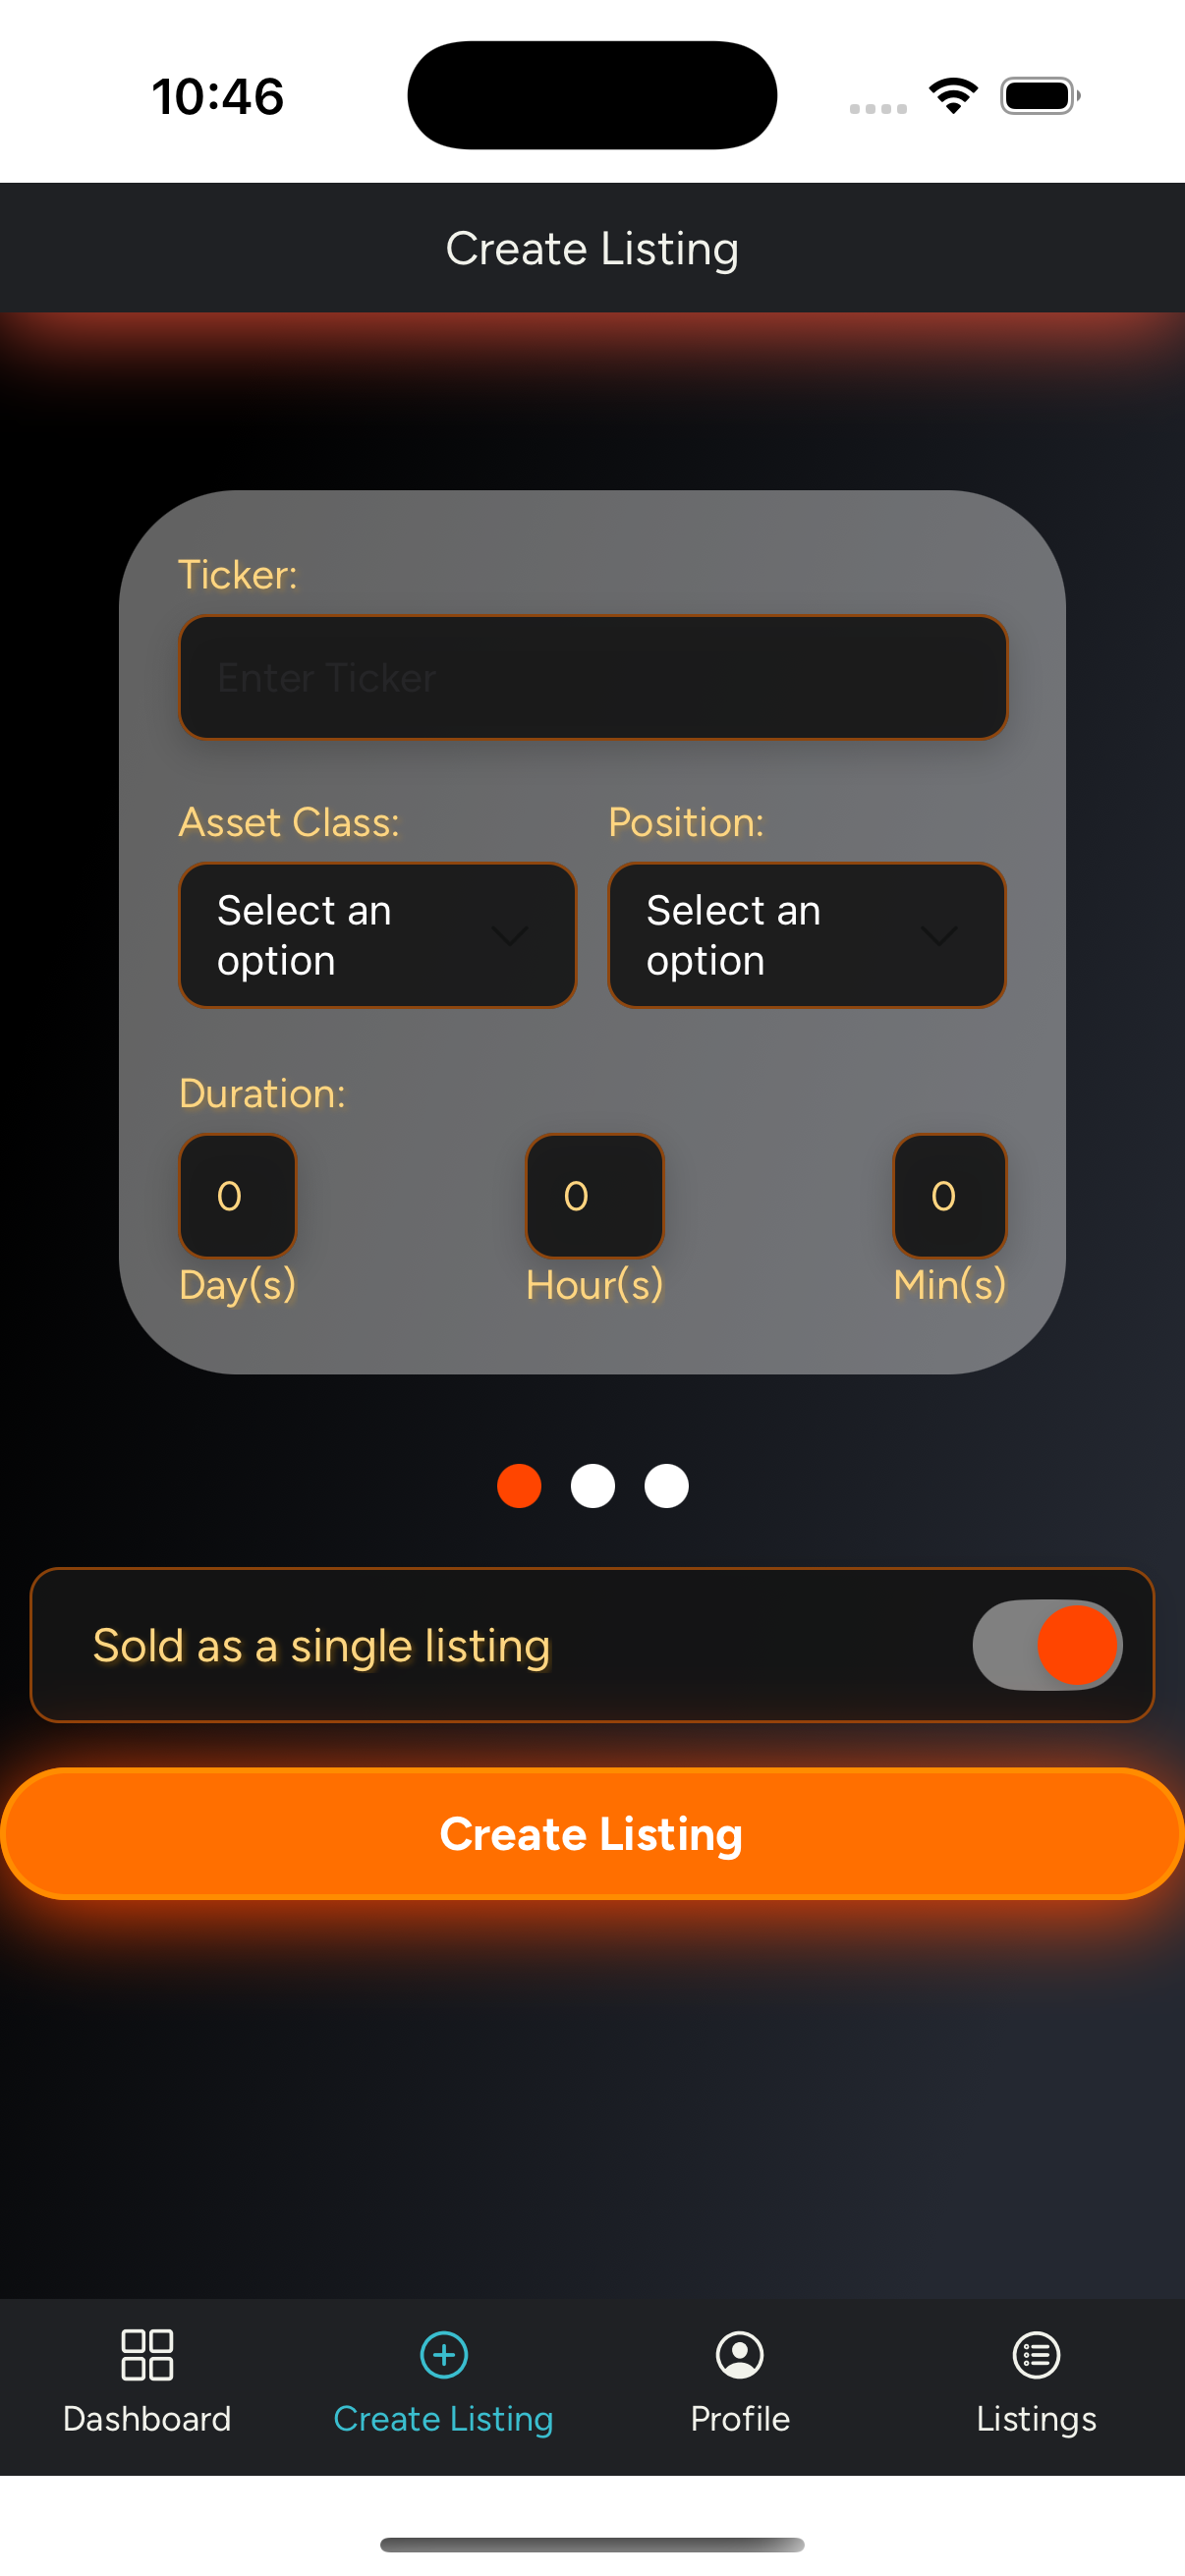 10:46
Create Listing
Ticker:
Enter Ticker
Asset Class: Position:
Select an option
Select an option
Duration:
0 0 0
Day(s) Hour(s) Min(s)
Sold as a single listing
Create Listing
Dashboard Create Listing Profile Listings